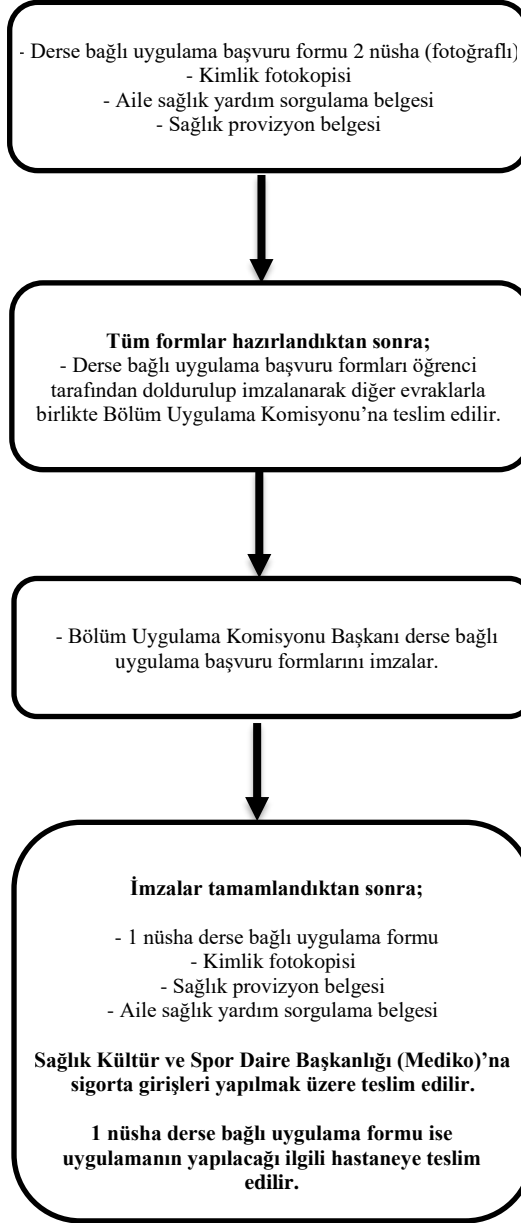 - Derse bağlı uygulama başvuru formu 2 nüsha (fotoğraflı)
- Kimlik fotokopisi
- Aile sağlık yardım sorgulama belgesi
- Sağlık provizyon belgesi
Tüm formlar hazırlandıktan sonra;
- Derse bağlı uygulama başvuru formları öğrenci
tarafından doldurulup imzalanarak diğer evraklarla
birlikte Bölüm Uygulama Komisyonu’na teslim edilir.
- Bölüm Uygulama Komisyonu Başkanı derse bağlı
uygulama başvuru formlarını imzalar.
İmzalar tamamlandıktan sonra;
- 1 nüsha derse bağlı uygulama formu
- Kimlik fotokopisi
- Sağlık provizyon belgesi
- Aile sağlık yardım sorgulama belgesi
Sağlık Kültür ve Spor Daire Başkanlığı (Mediko)’na
sigorta girişleri yapılmak üzere teslim edilir.
1 nüsha derse bağlı uygulama formu ise
uygulamanın yapılacağı ilgili hastaneye teslim
edilir.